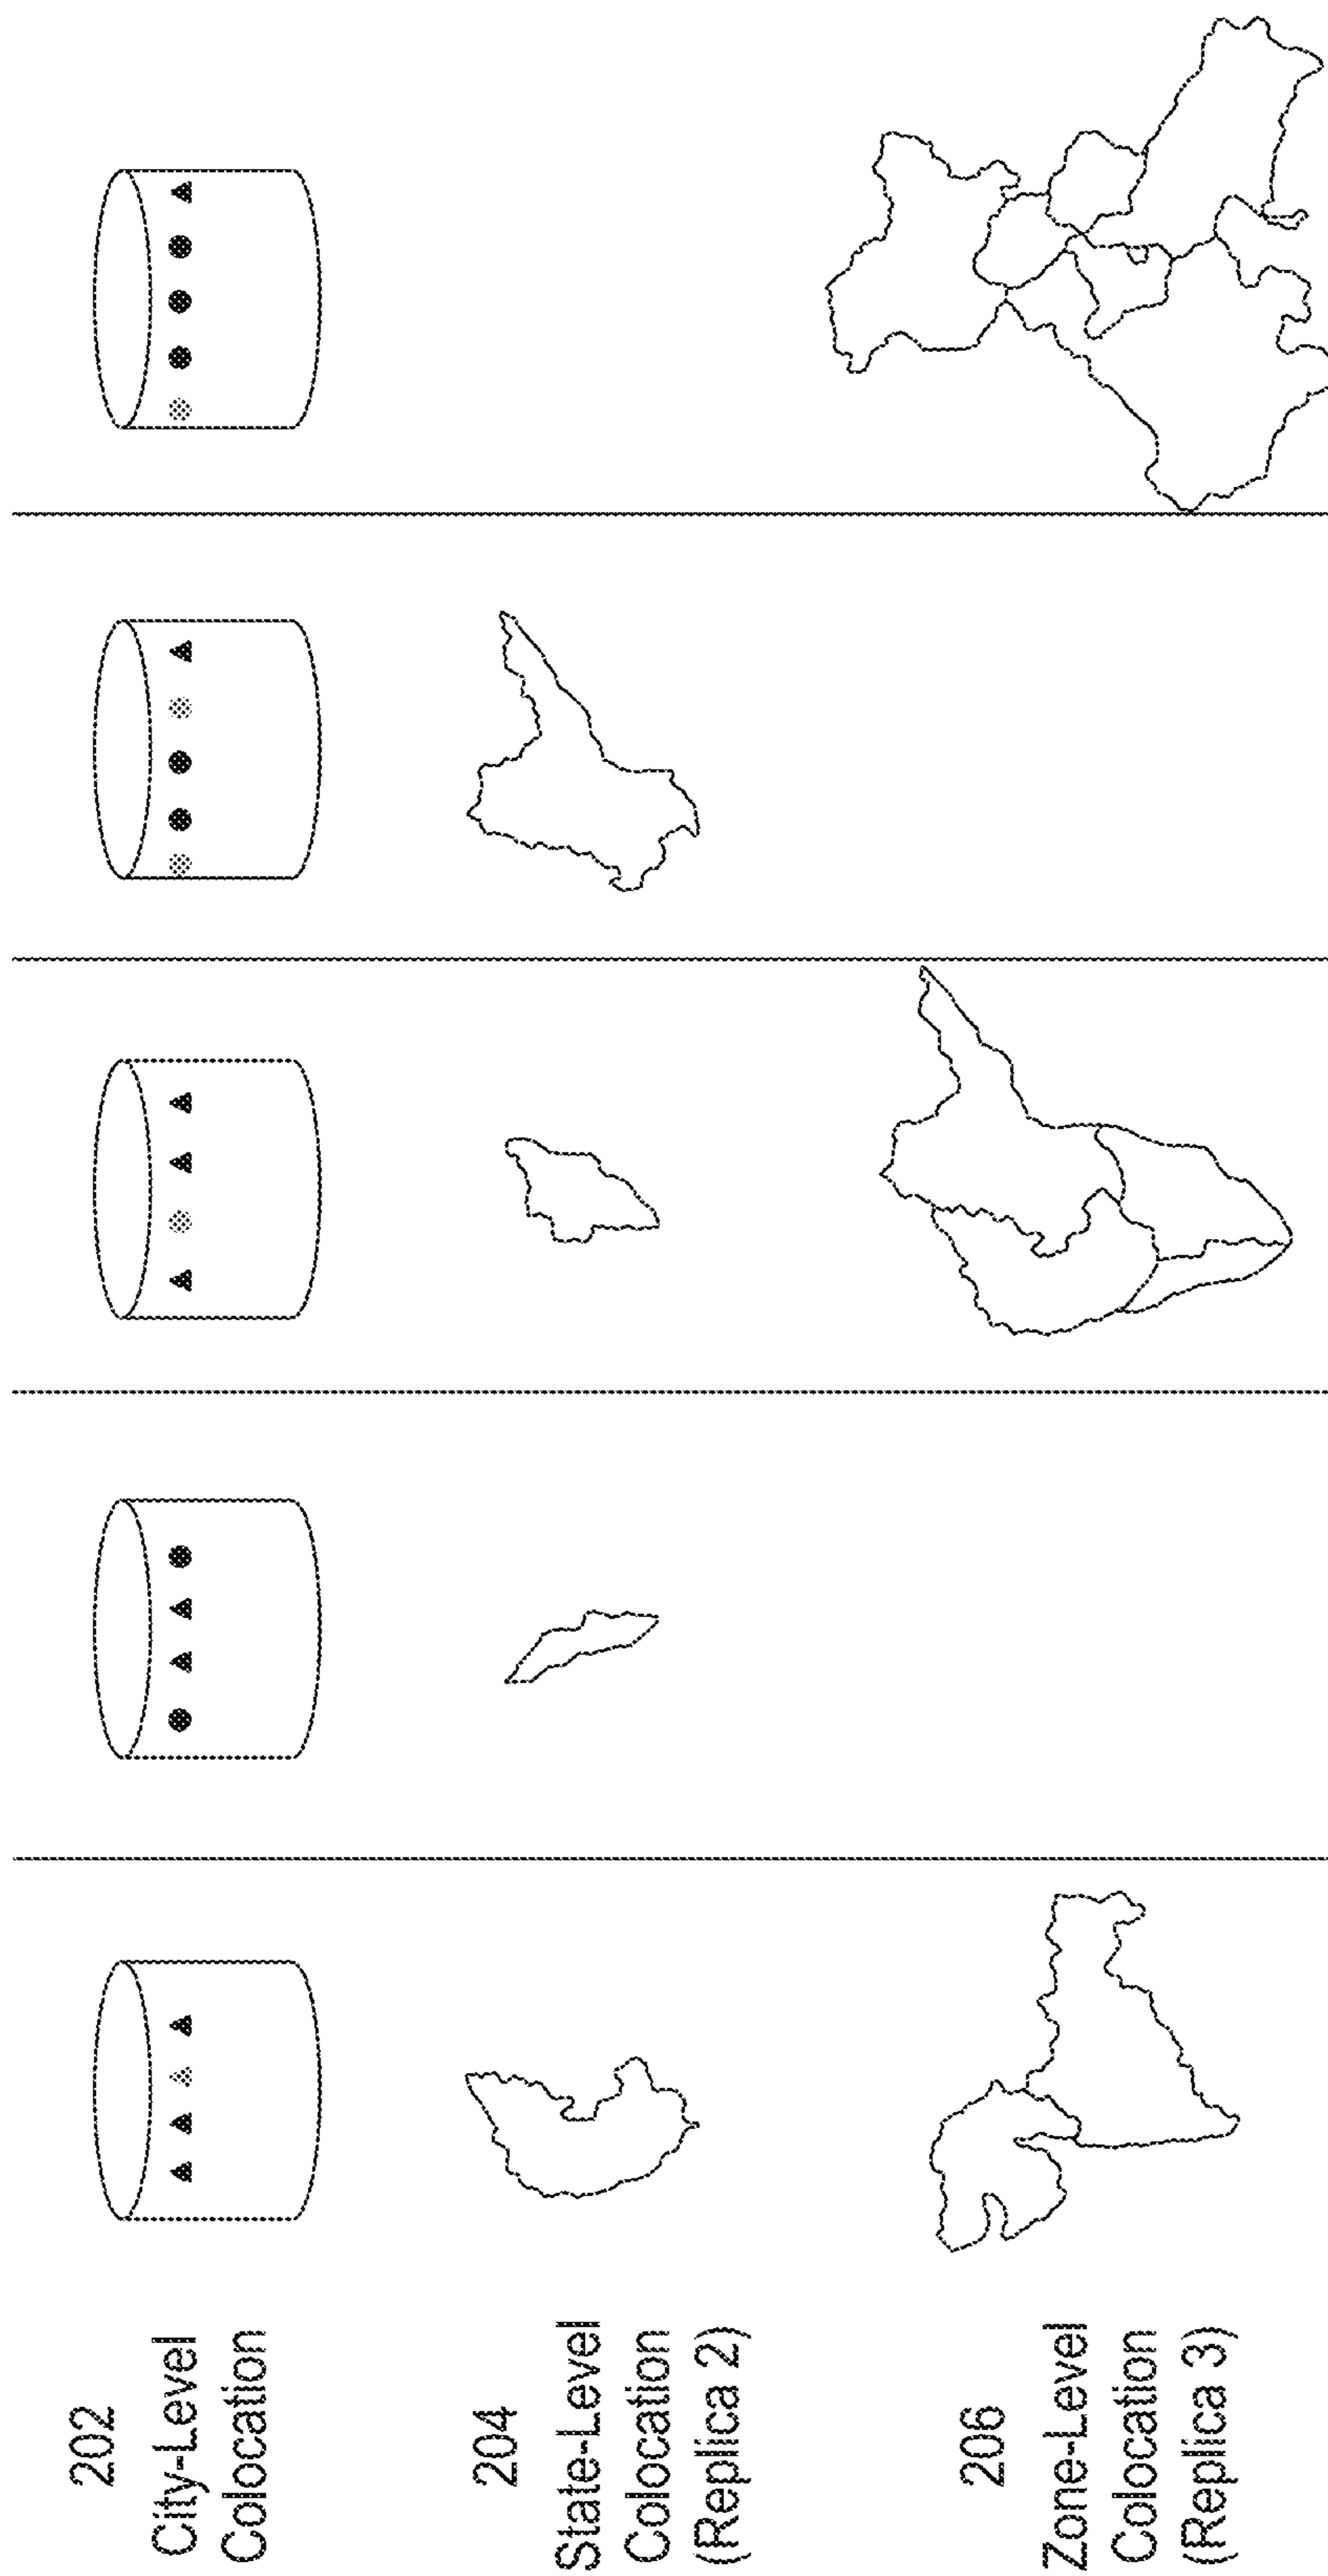 202
City-Level
Colocation
204
State-Level
Colocation
(Replica 2)
206
Zone-Level
Colocation
(Replica 3)